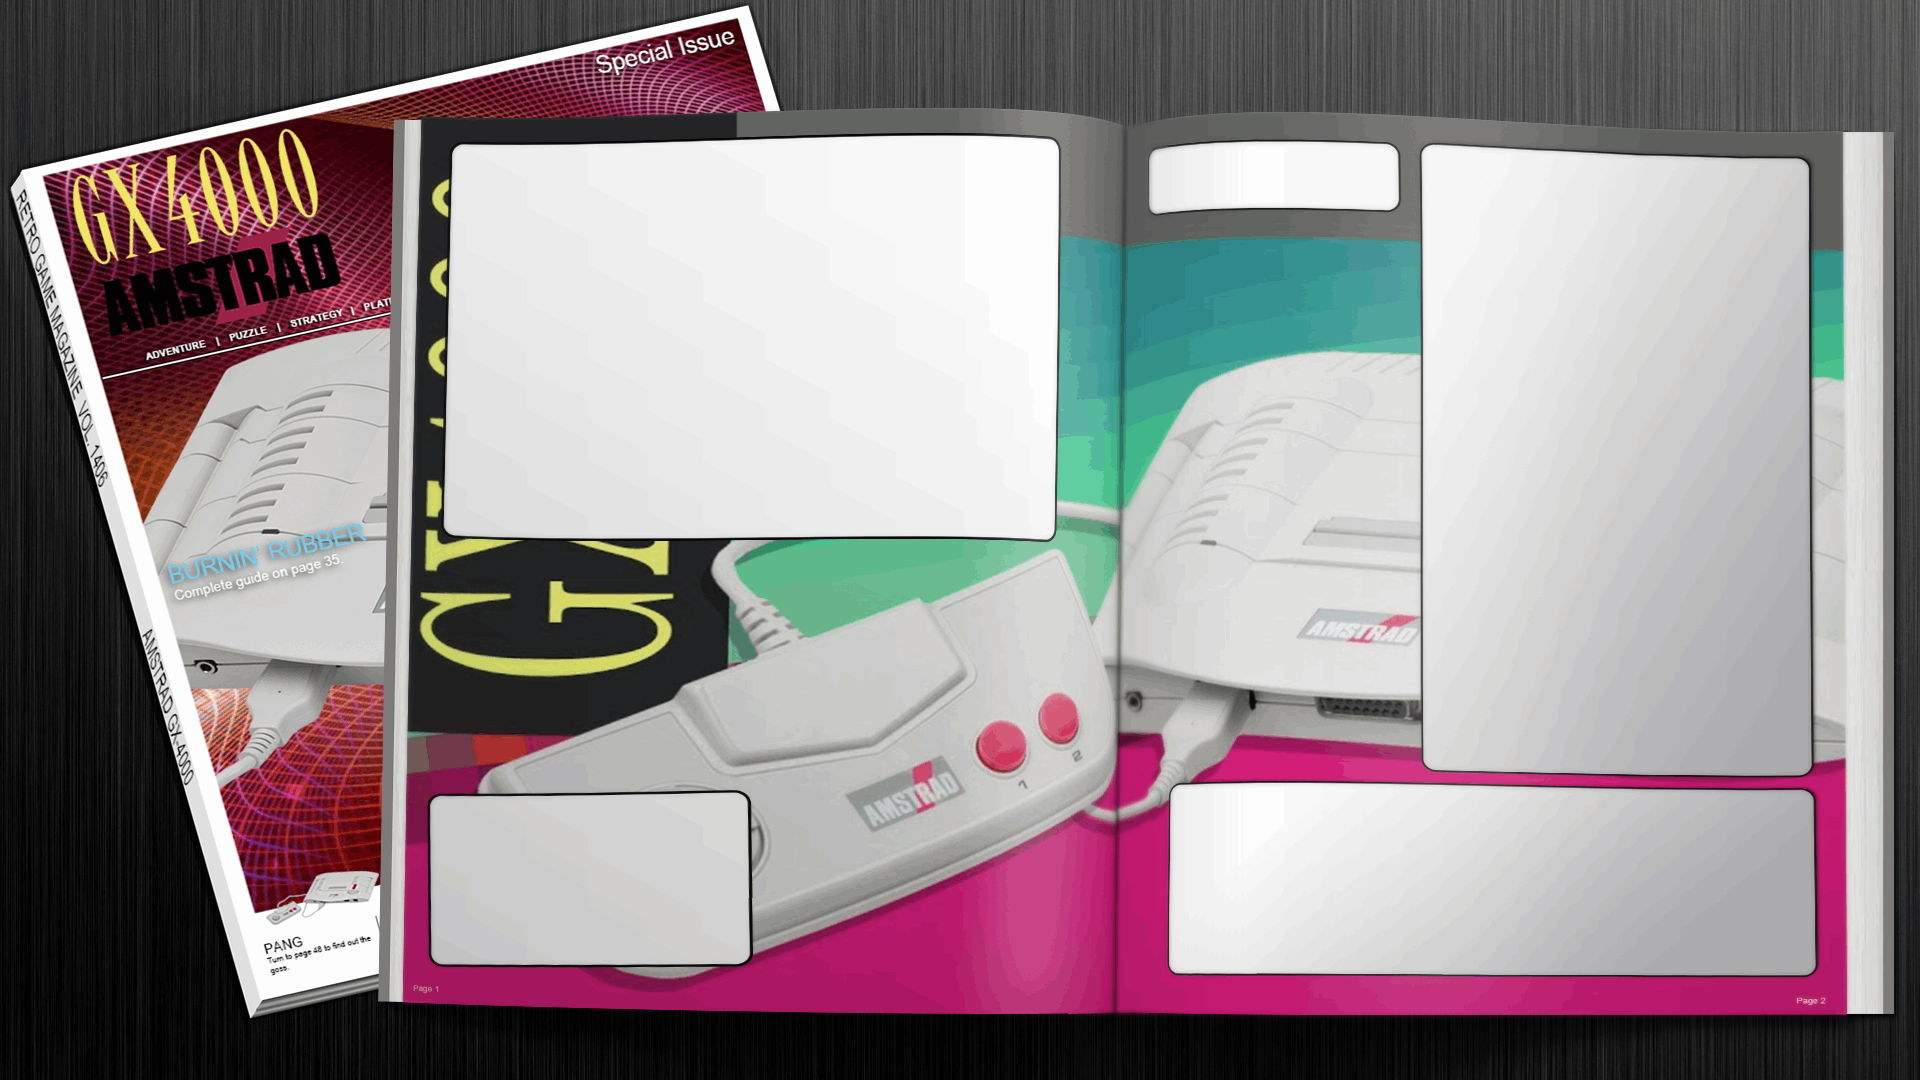 Special Issue
GX4000
AMSTRAD
ADVENTURE | PUZZLE | STRATEGY |
RETRO GAME MAGAZINE VOL. 1406
AMSTRAD GX-4000
BURNIN' RUBBER
Complete guide on page 35.
PANG
Turn to page 48 to find out the
goss.
GX
AMSTRAD
1 2
AMSTRAD
Page 1
Page 2